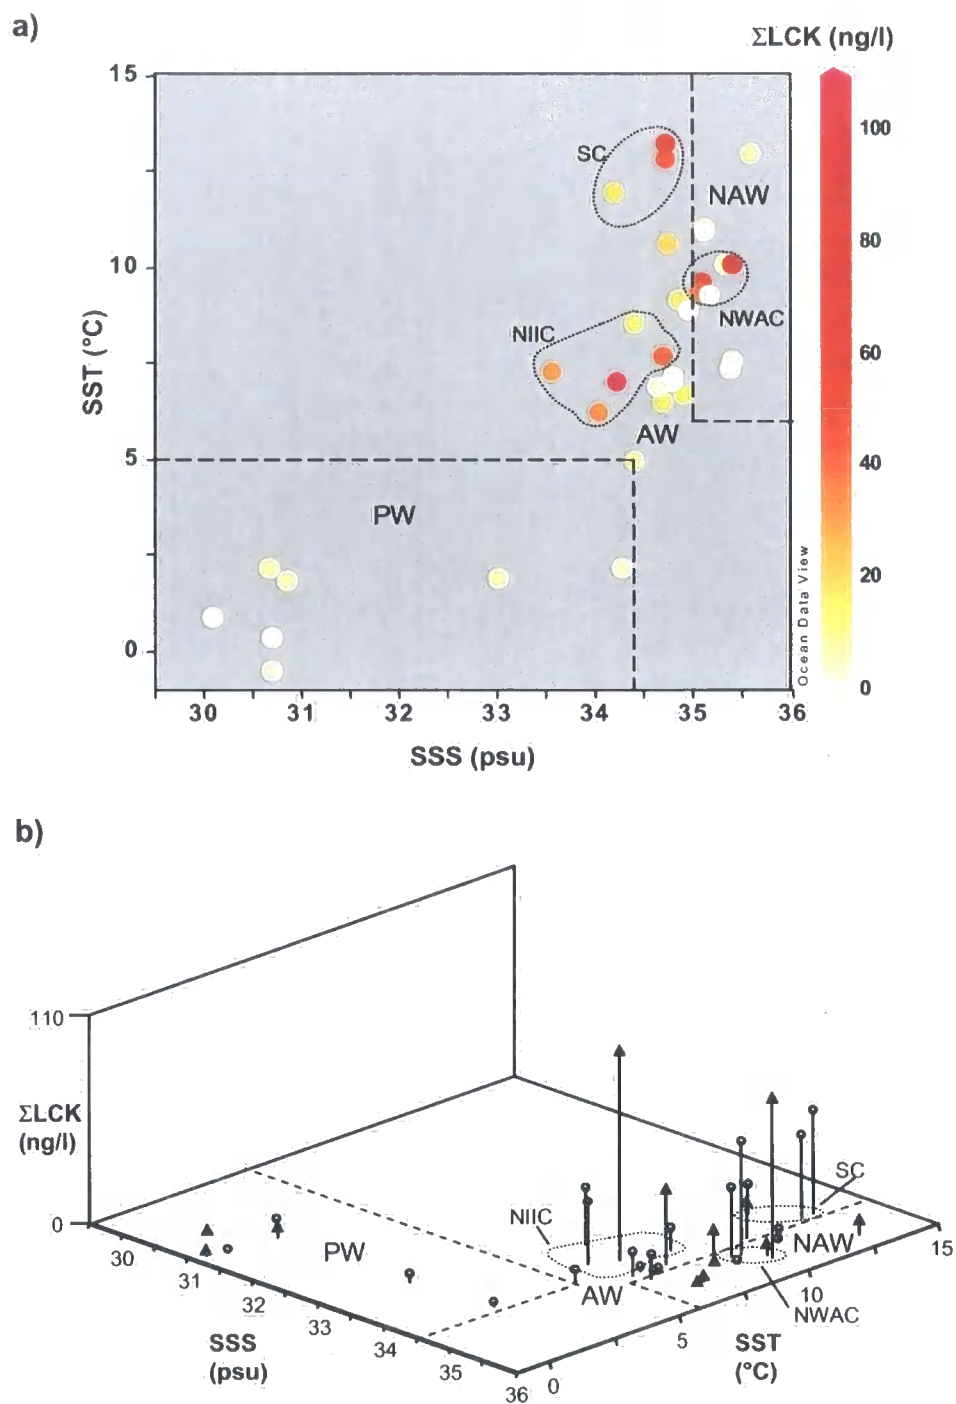 a)
ΣLCK (ng/l)
15
10
5
0
SST (°C)
30 31 32 33 34 35 36
SSS (psu)
SC
NAW
NWAC
NIIC
AW
PW
100
80
60
40
20
0
Ocean Data View
b)
110
ΣLCK
(ng/l)
0
30
31
32
33
34
35
36
SSS
(psu)
0
5
10
15
SST
(°C)
PW
NIIC
AW
SC
NAW
NWAC